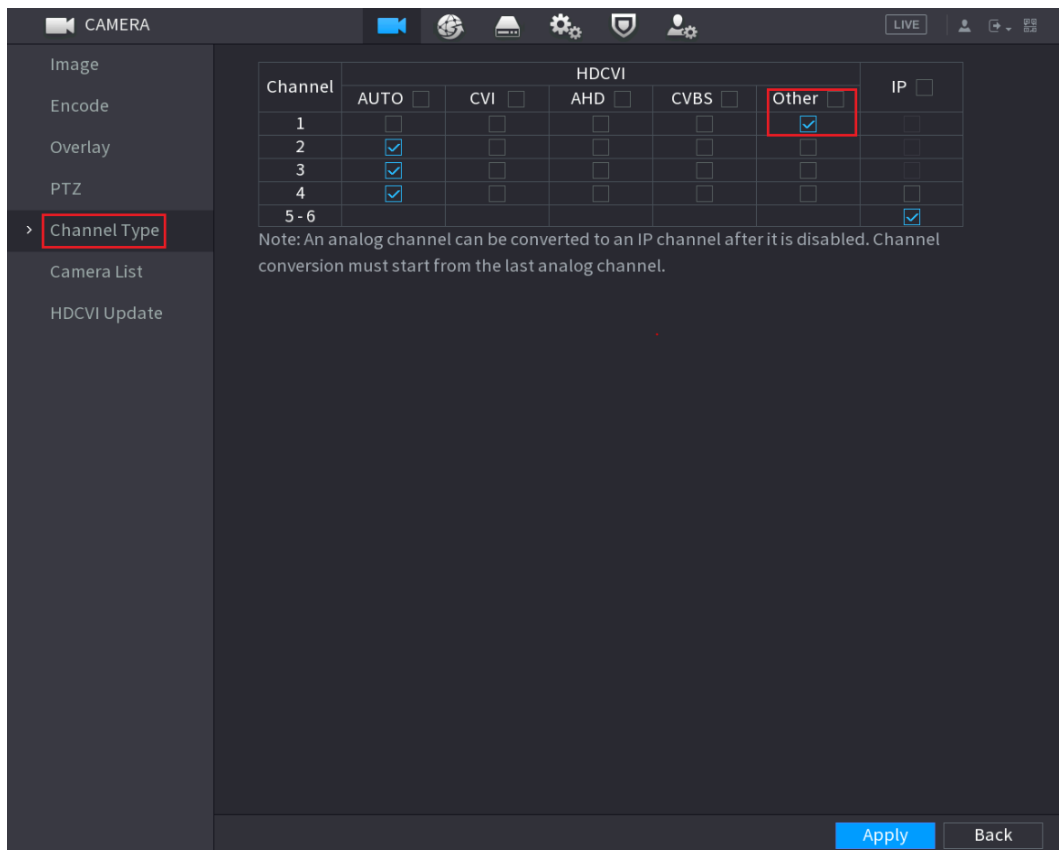 CAMERA
LIVE
Image
Encode
Overlay
PTZ
Channel Type
Camera List
HDCVI Update
Channel HDCVI IP
AUTO CVI AHD CVBS Other
1
2
3
4
5-6
Note: An analog channel can be converted to an IP channel after it is disabled. Channel
conversion must start from the last analog channel.
Apply Back